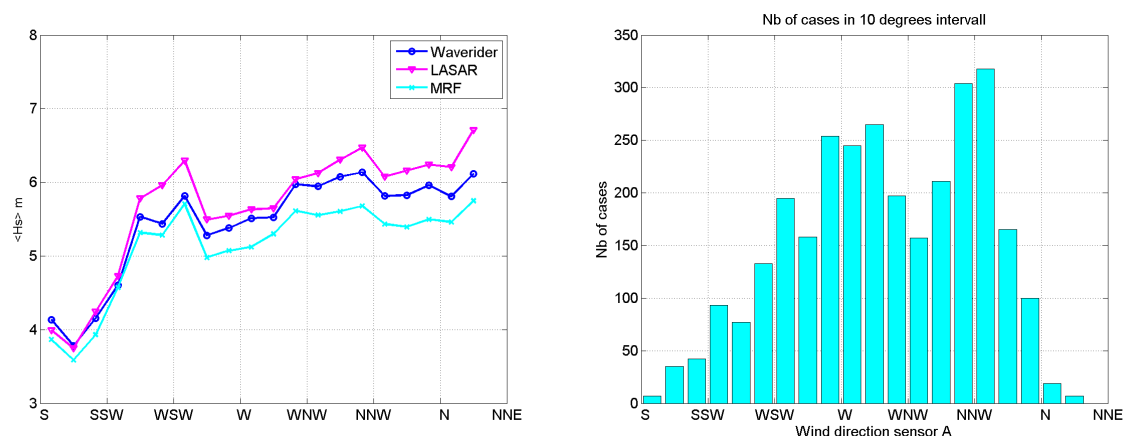 8
7
6
5
4
3
<Hs> m
Waverider
LASAR
MRF
S SSW WSW W WNW NNW N NNE
Nb of cases in 10 degrees intervall
350
300
250
200
150
100
50
0
Nb of cases
S SSW WSW W WNW NNW N NNE
Wind direction sensor A